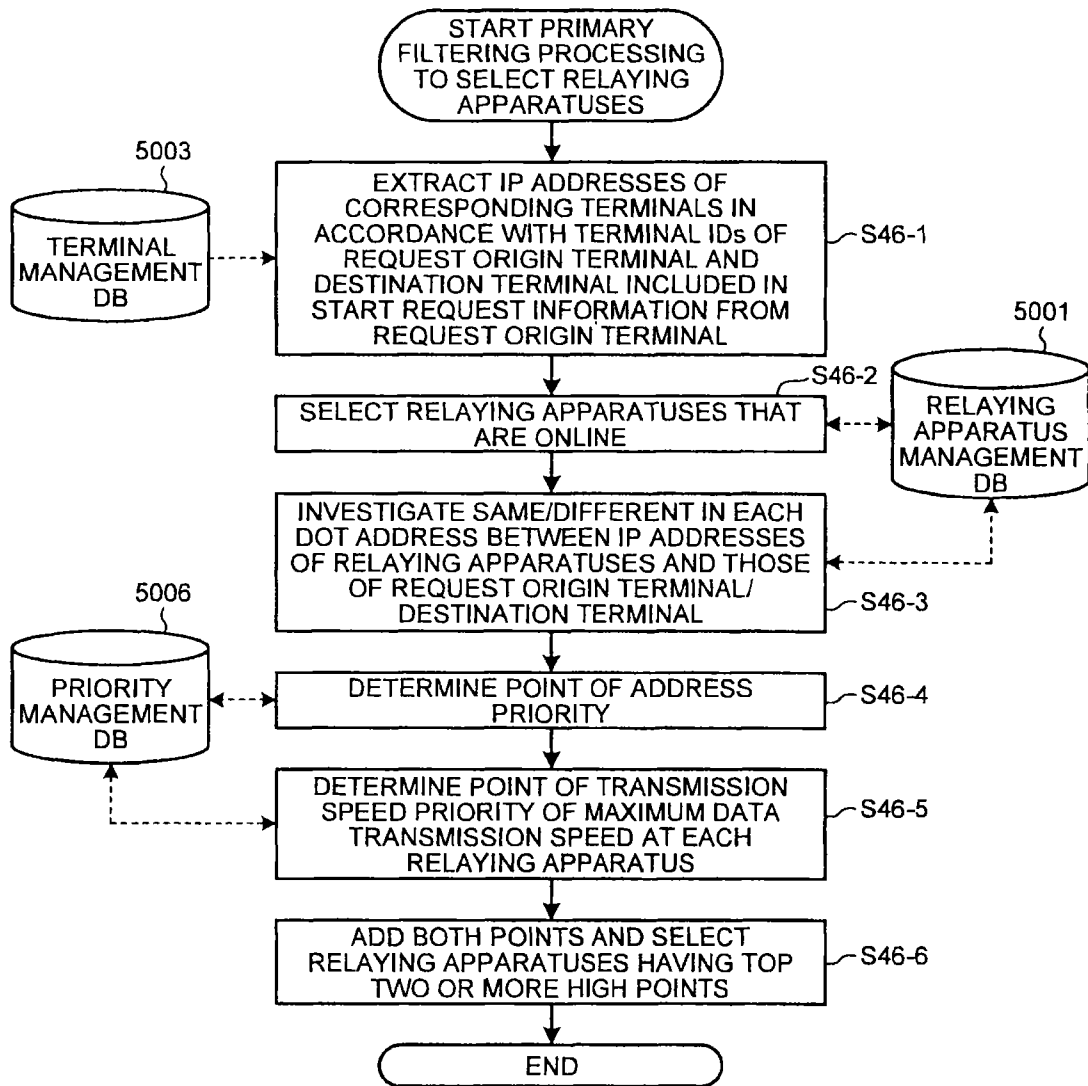 START PRIMARY
FILTERING PROCESSING
TO SELECT RELAYING
APPARATUSES
5003
TERMINAL
MANAGEMENT
DB
EXTRACT IP ADDRESSES OF
CORRESPONDING TERMINALS IN
ACCORDANCE WITH TERMINAL IDs OF
REQUEST ORIGIN TERMINAL AND
DESTINATION TERMINAL INCLUDED IN
START REQUEST INFORMATION FROM
REQUEST ORIGIN TERMINAL
S46-1
5001
RELAYING
APPARATUS
MANAGEMENT
DB
S46-2
SELECT RELAYING APPARATUSES THAT
ARE ONLINE
INVESTIGATE SAME/DIFFERENT IN EACH
DOT ADDRESS BETWEEN IP ADDRESSES
OF RELAYING APPARATUSES AND THOSE
OF REQUEST ORIGIN TERMINAL/
DESTINATION TERMINAL
S46-3
5006
PRIORITY
MANAGEMENT
DB
DETERMINE POINT OF ADDRESS
PRIORITY
S46-4
DETERMINE POINT OF TRANSMISSION
SPEED PRIORITY OF MAXIMUM DATA
TRANSMISSION SPEED AT EACH
RELAYING APPARATUS
S46-5
ADD BOTH POINTS AND SELECT
RELAYING APPARATUSES HAVING TOP
TWO OR MORE HIGH POINTS
S46-6
END